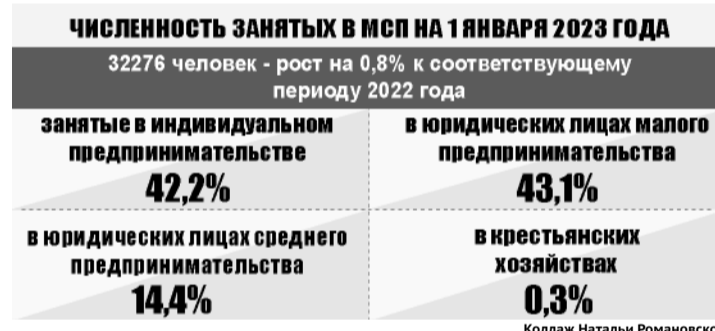 ЧИСЛЕННОСТЬ ЗАНЯТЫХ В МСП НА 1 ЯНВАРЯ 2023 ГОДА
32276 человек - рост на 0,8% к соответствующему
периоду 2022 года
занятые в индивидуальном
предпринимательстве
42,2%
в юридических лицах малого
предпринимательства
43,1%
в юридических лицах среднего
предпринимательства
14,4%
в крестьянских
хозяйствах
0,3%
Коллаж Натальи Романовско